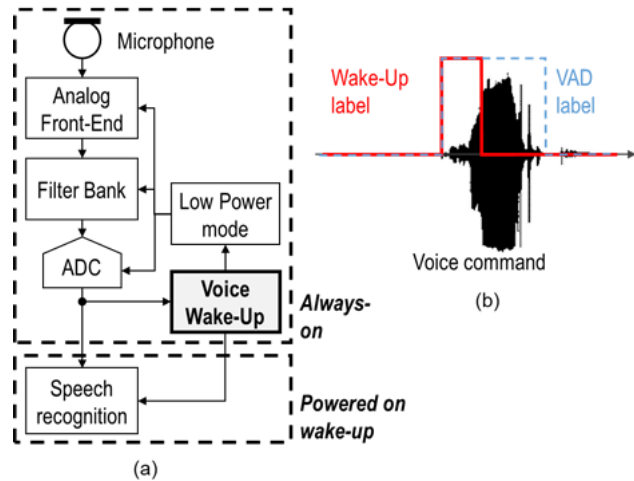 Microphone
Analog
Front-End
Filter Bank
ADC
Low Power
mode
Voice
Wake-Up
Always-
on
Speech
recognition
Powered on
wake-up
(a)
Wake-Up
label
VAD
label
Voice command
(b)